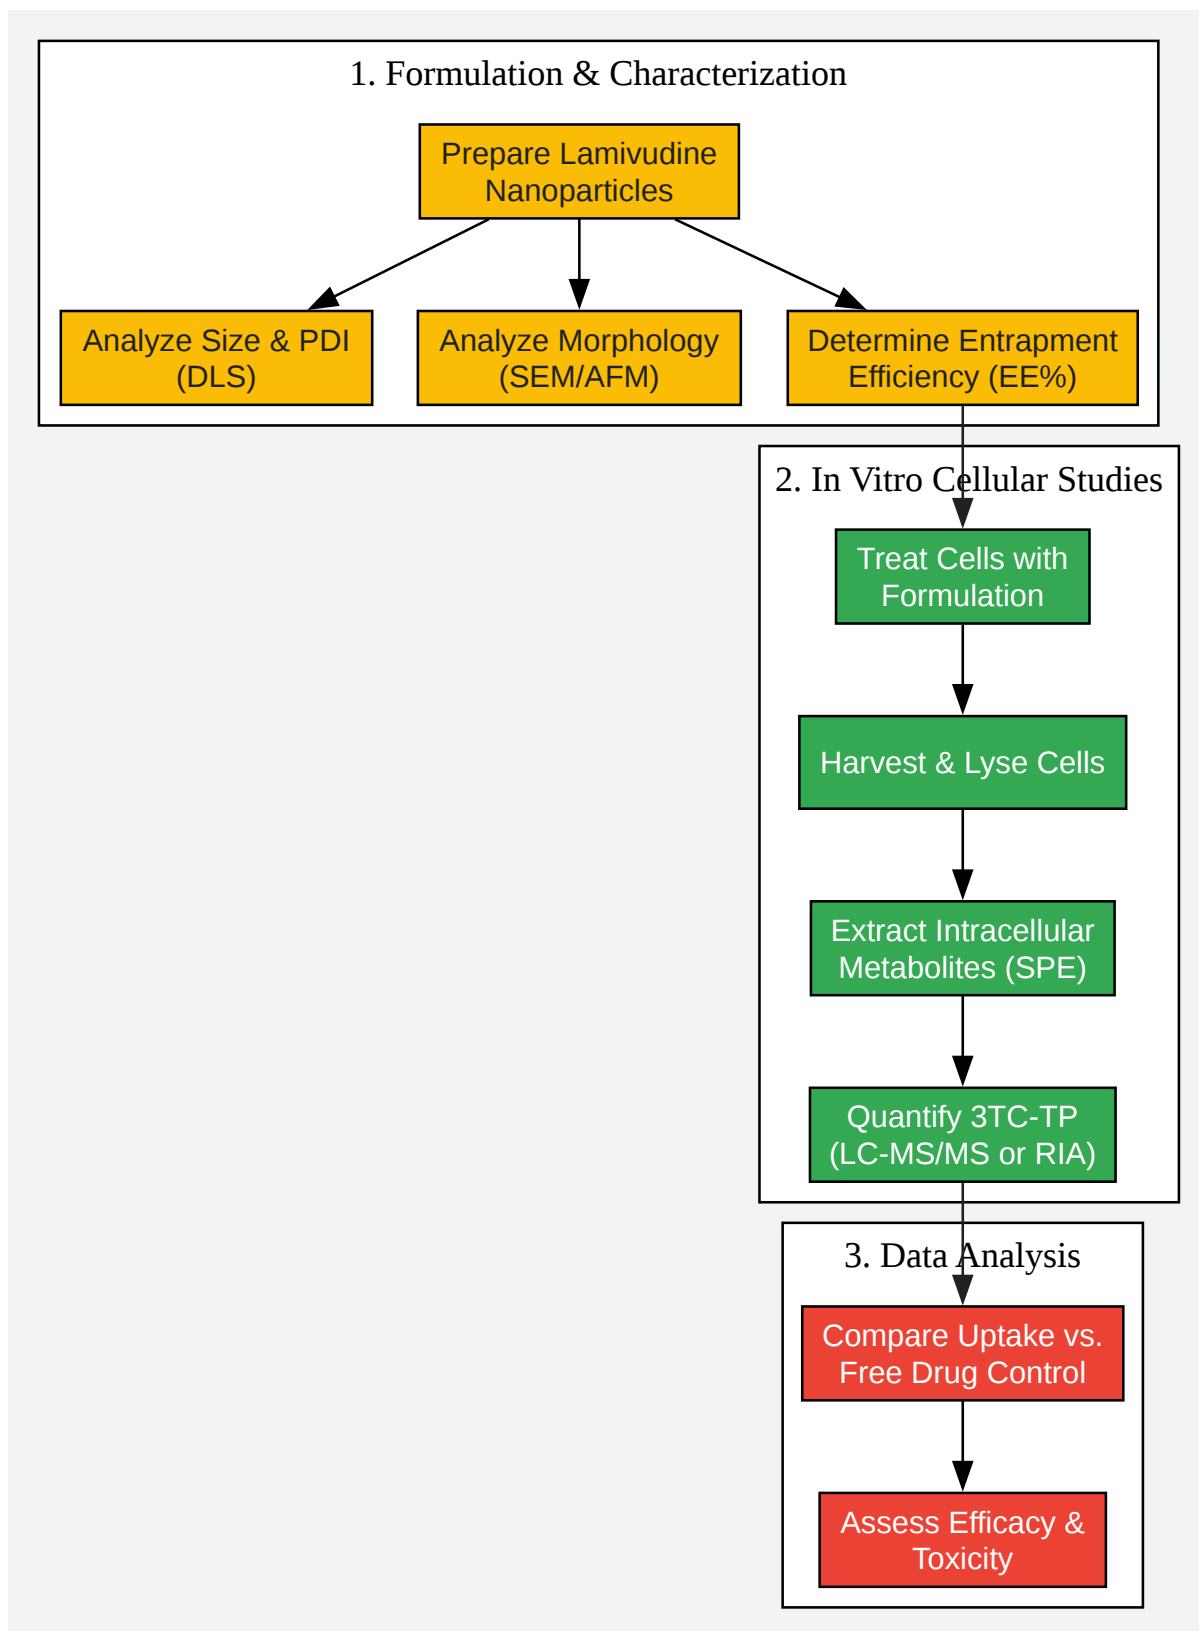 1. Formulation & Characterization
Prepare Lamivudine
Nanoparticles
Analyze Size & PDI
(DLS)
Analyze Morphology
(SEM/AFM)
Determine Entrapment
Efficiency (EE%)
2. In Vitro Cellular Studies
Treat Cells with
Formulation
Harvest & Lyse Cells
Extract Intracellular
Metabolites (SPE)
Quantify 3TC-TP
(LC-MS/MS or RIA)
3. Data Analysis
Compare Uptake vs.
Free Drug Control
Assess Efficacy &
Toxicity